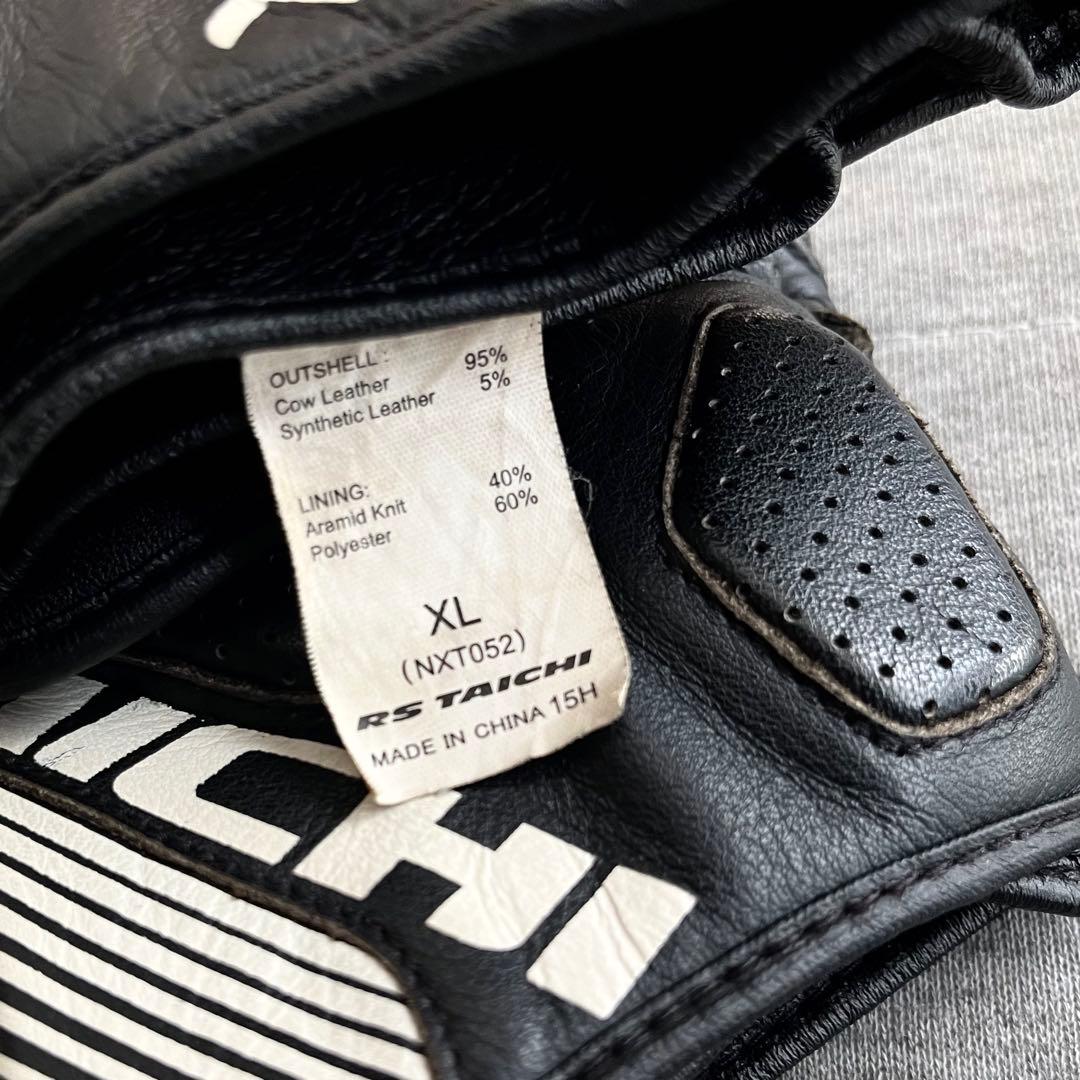 OUTSHELL :
Cow Leather 95%
Synthetic Leather 5%
LINING:
Aramid Knit 40%
Polyester 60%
XL
(NXT052)
RS TAICHI
MADE IN CHINA 15H
ICHI